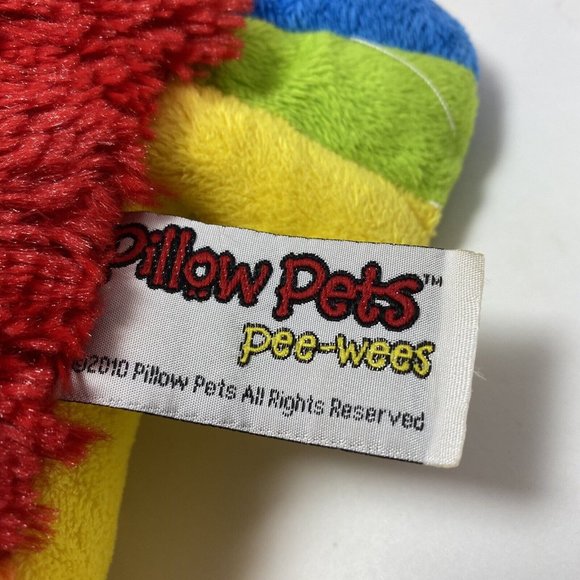 Pillow Pets™
pee-wees
©2010 Pillow Pets All Rights Reserved